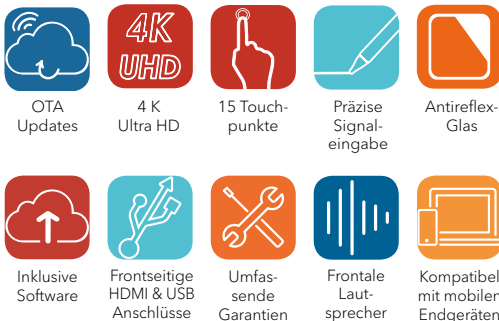 4K
UHD
OTA
Updates
4 K
Ultra HD
15 Touch-
punkte
Präzise
Signal-
eingabe
Antireflex-
Glas
Inklusive
Software
Frontseitige
HDMI & USB
Anschlüsse
Umfas-
sende
Garantien
Frontale
Laut-
sprecher
Kompatibel
mit mobilen
Endgeräten